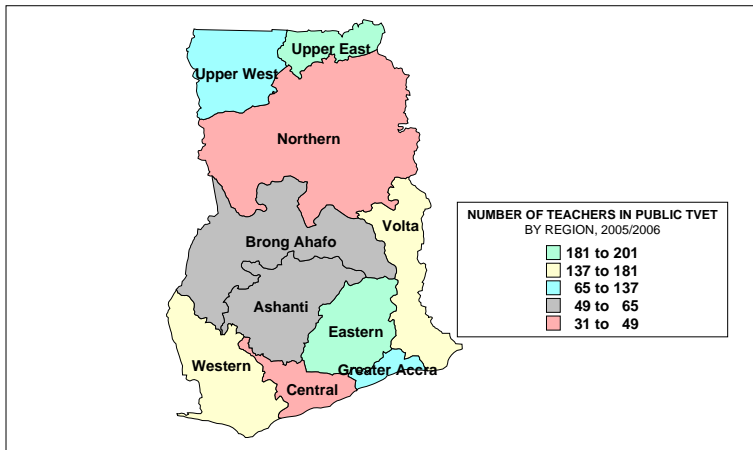 Upper East
Upper West
Northern
Volta
Brong Ahafo
Ashanti
Eastern
Western
Greater Accra
Central
NUMBER OF TEACHERS IN PUBLIC TVET
BY REGION, 2005/2006
181 to 201
137 to 181
65 to 137
49 to 65
31 to 49